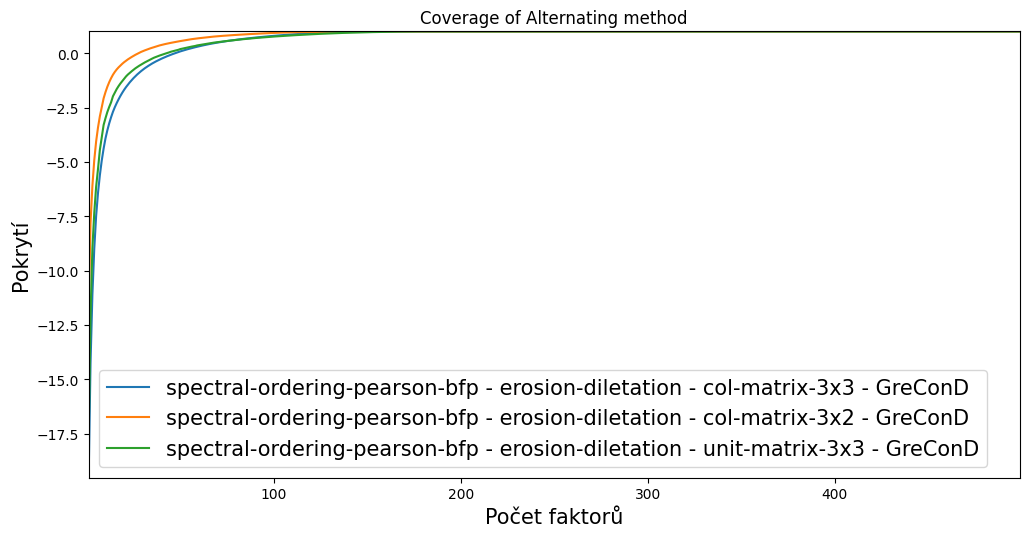 Coverage of Alternating method
Pokrytí
0.0
−2.5
−5.0
−7.5
−10.0
−12.5
−15.0
−17.5
spectral-ordering-pearson-bfp - erosion-diletation - col-matrix-3x3 - GreConD
spectral-ordering-pearson-bfp - erosion-diletation - col-matrix-3x2 - GreConD
spectral-ordering-pearson-bfp - erosion-diletation - unit-matrix-3x3 - GreConD
100 200 300 400
Počet faktorů